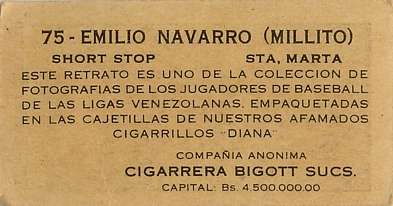 75 - EMILIO NAVARRO (MILLITO)
SHORT STOP STA, MARTA
ESTE RETRATO ES UNO DE LA COLECCION DE
FOTOGRAFIAS DE LOS JUGADORES DE BASEBALL
DE LAS LIGAS VENEZOLANAS. EMPAQUETADAS
EN LAS CAJETILLAS DE NUESTROS AFAMADOS
CIGARRILLOS "DIANA"
COMPAÑIA ANONIMA
CIGARRERA BIGOTT SUCS.
CAPITAL: Bs. 4.500.000.00